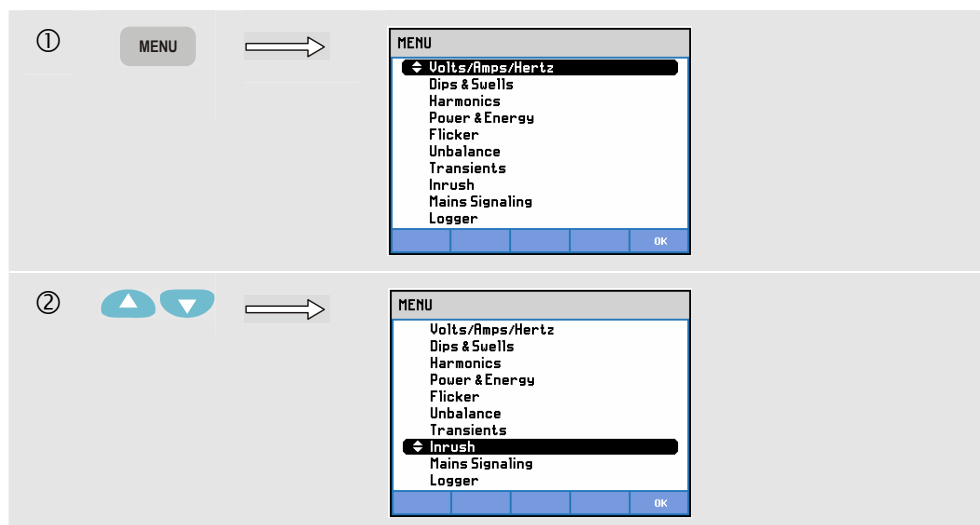 ①
MENU
MENU
Volts/Amps/Hertz
Dips & Swells
Harmonics
Power & Energy
Flicker
Unbalance
Transients
Inrush
Mains Signaling
Logger
OK
②
MENU
Volts/Amps/Hertz
Dips & Swells
Harmonics
Power & Energy
Flicker
Unbalance
Transients
Inrush
Mains Signaling
Logger
OK